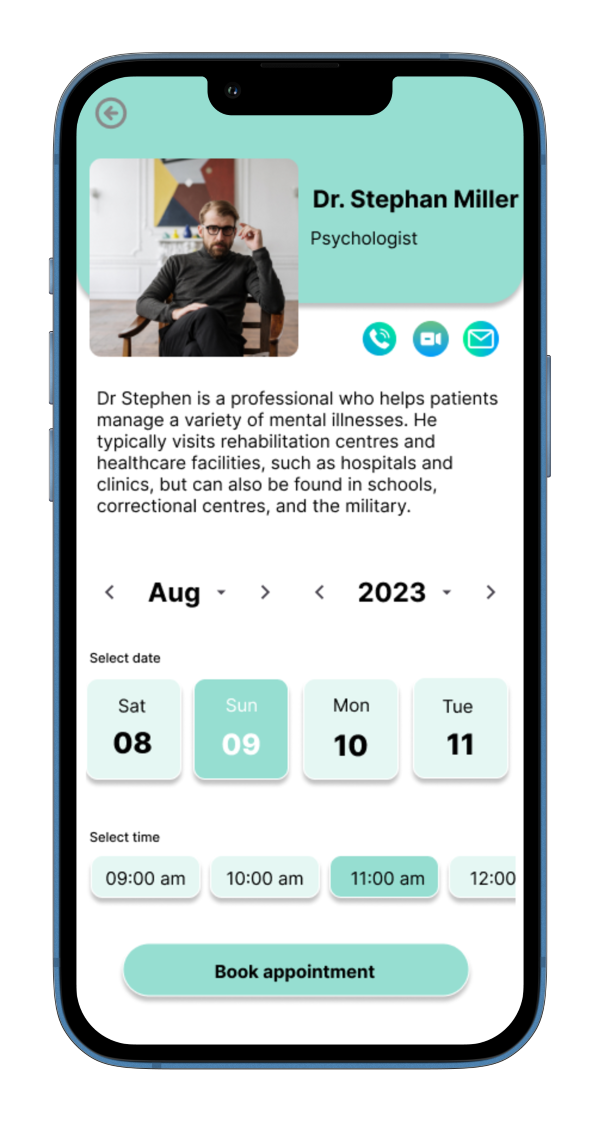 Dr. Stephan Miller
Psychologist
Dr Stephen is a professional who helps patients
manage a variety of mental illnesses. He
typically visits rehabilitation centres and
healthcare facilities, such as hospitals and
clinics, but can also be found in schools,
correctional centres, and the military.
Aug 2023
Select date
Sat Sun Mon Tue
08 09 10 11
Select time
09:00 am 10:00 am 11:00 am 12:00
Book appointment